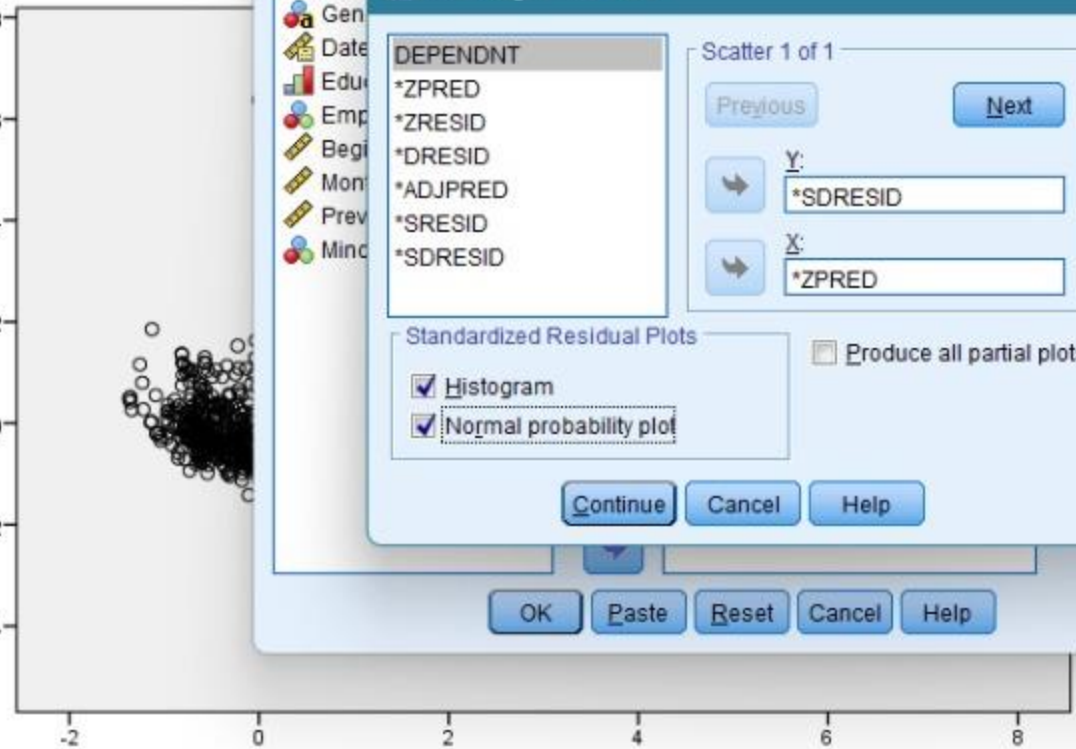 Gen
Date
Educ
Emp
Begi
Mon
Prev
Mino
DEPENDNT
*ZPRED
*ZRESID
*DRESID
*ADJPRED
*SRESID
*SDRESID
Scatter 1 of 1
Previous
Next
Y:
*SDRESID
X:
*ZPRED
Standardized Residual Plots
Histogram
Normal probability plot
Produce all partial plot
Continue
Cancel
Help
OK
Paste
Reset
Cancel
Help
-2
0
2
4
6
8